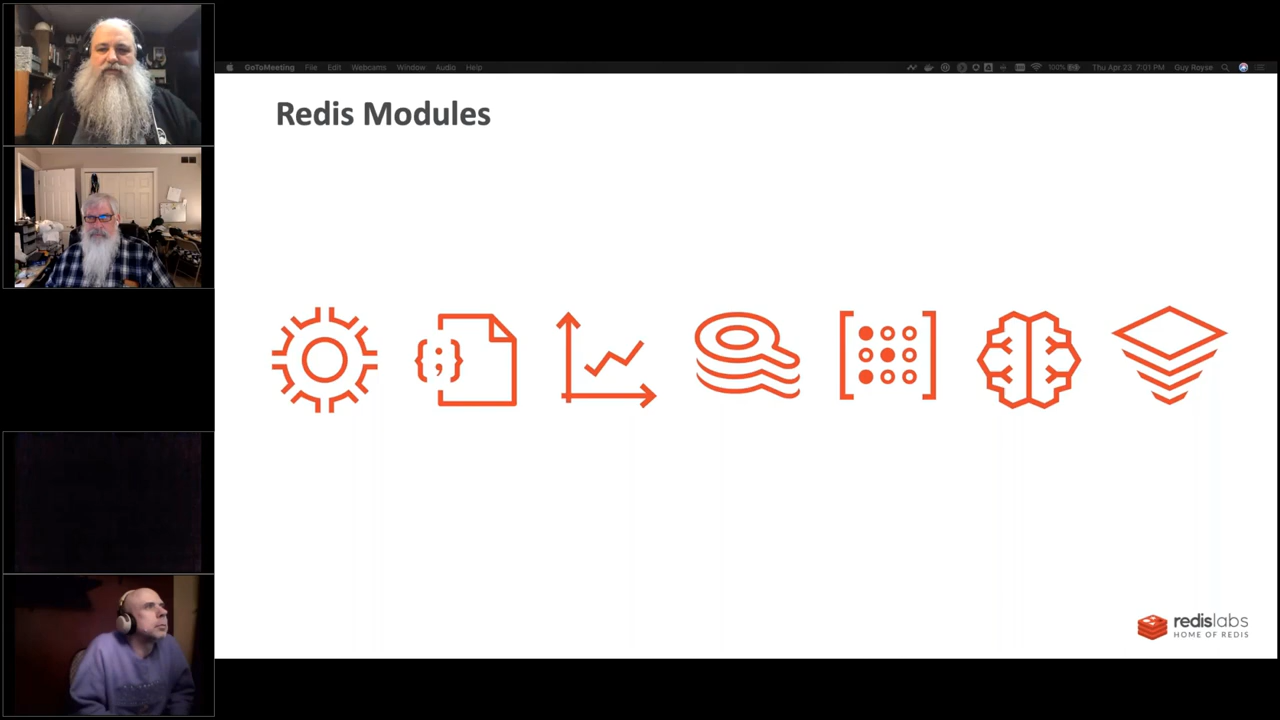 GoToMeeting File Edit Webcams Window Audio Help 100% Thu Apr 23 7:01 PM Guy Royse
Redis Modules
{;}
redislabs
HOME OF REDIS